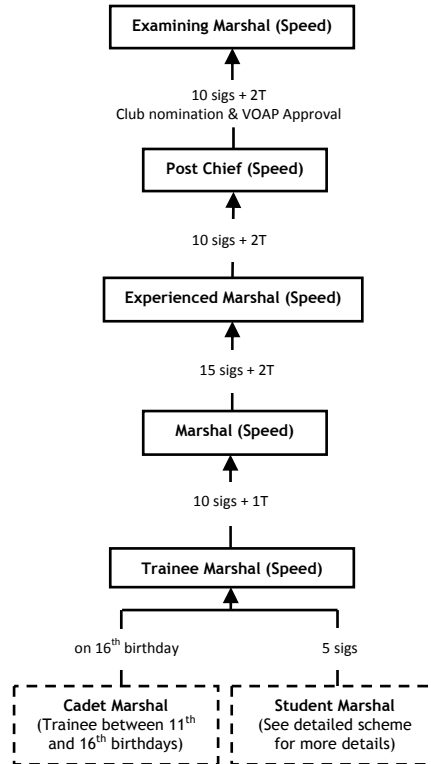 Examining Marshal (Speed)
10 sigs + 2T
Club nomination & VOAP Approval
Post Chief (Speed)
10 sigs + 2T
Experienced Marshal (Speed)
15 sigs + 2T
Marshal (Speed)
10 sigs + 1T
Trainee Marshal (Speed)
on 16th birthday
5 sigs
Cadet Marshal
(Trainee between 11th
and 16th birthdays)
Student Marshal
(See detailed scheme
for more details)